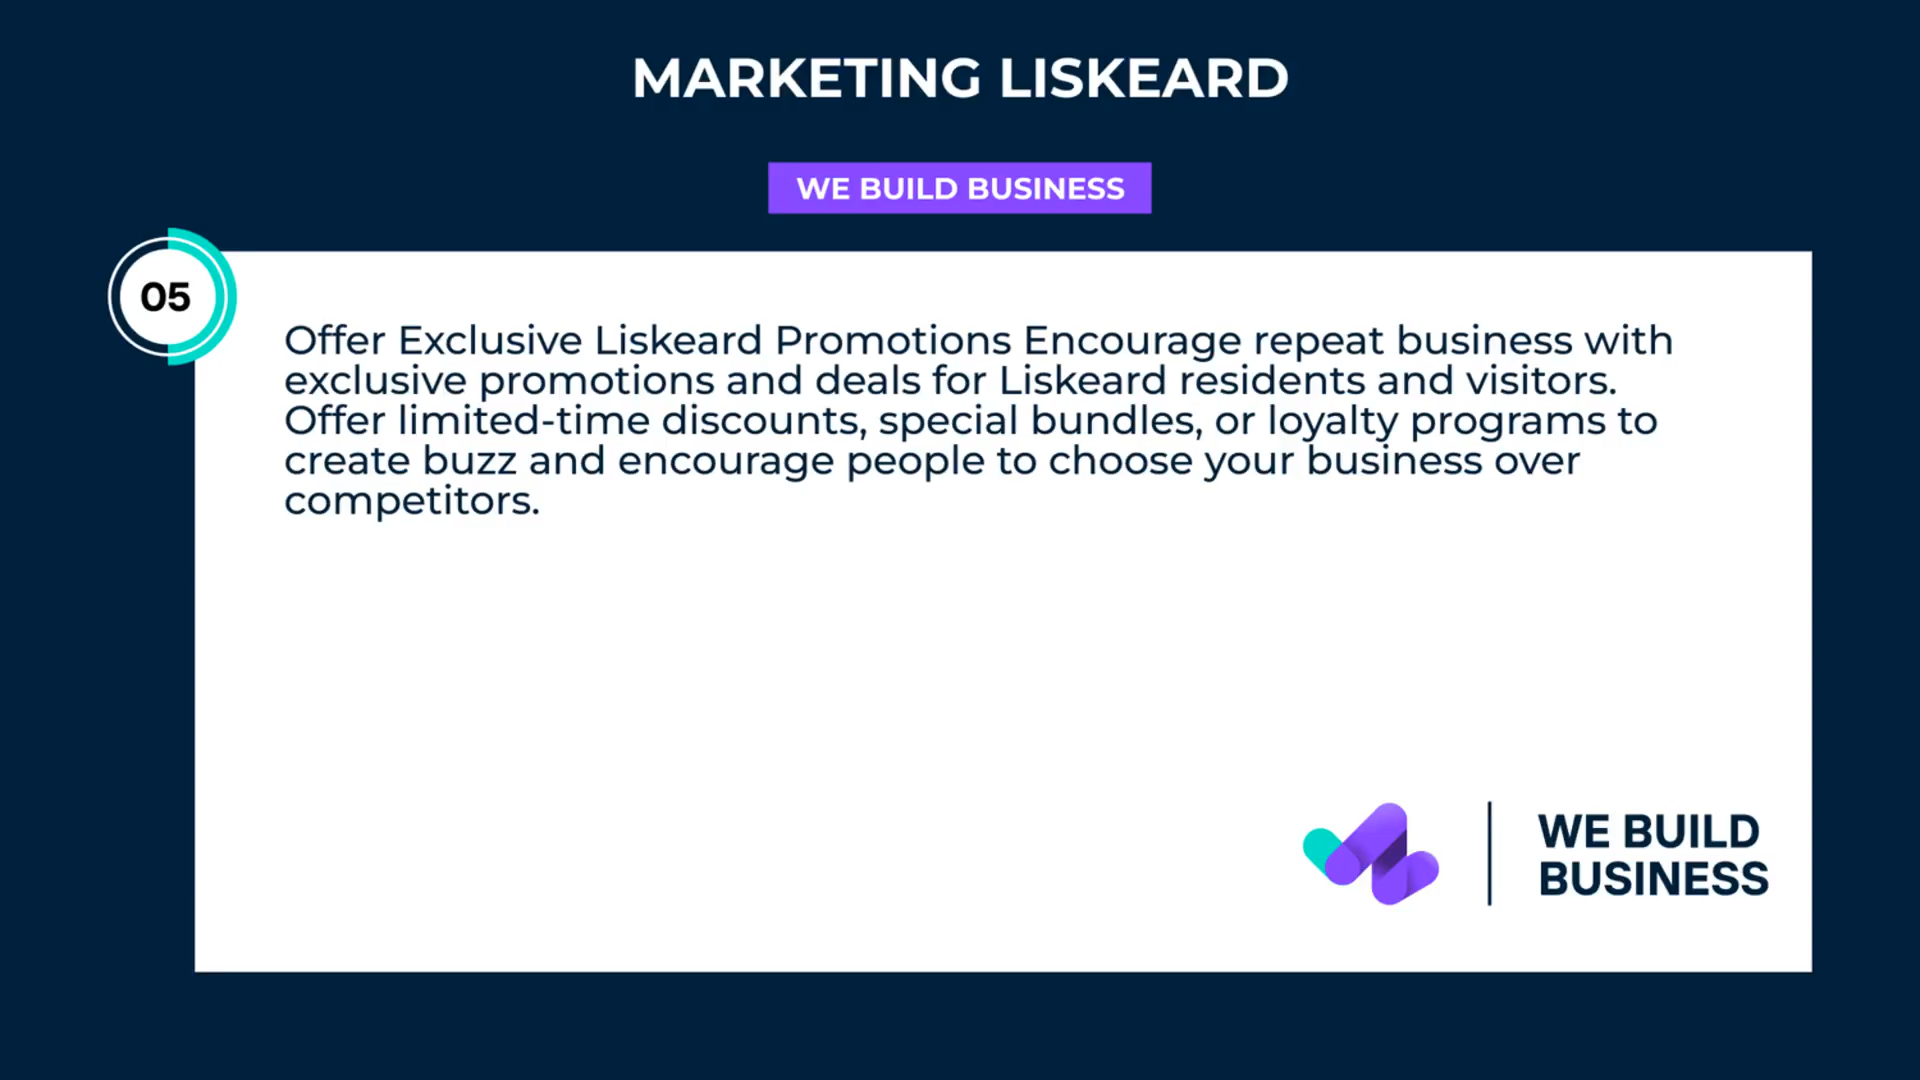 MARKETING LISKEARD
WE BUILD BUSINESS
05
Offer Exclusive Liskeard Promotions Encourage repeat business with
exclusive promotions and deals for Liskeard residents and visitors.
Offer limited-time discounts, special bundles, or loyalty programs to
create buzz and encourage people to choose your business over
competitors.
WE BUILD
BUSINESS